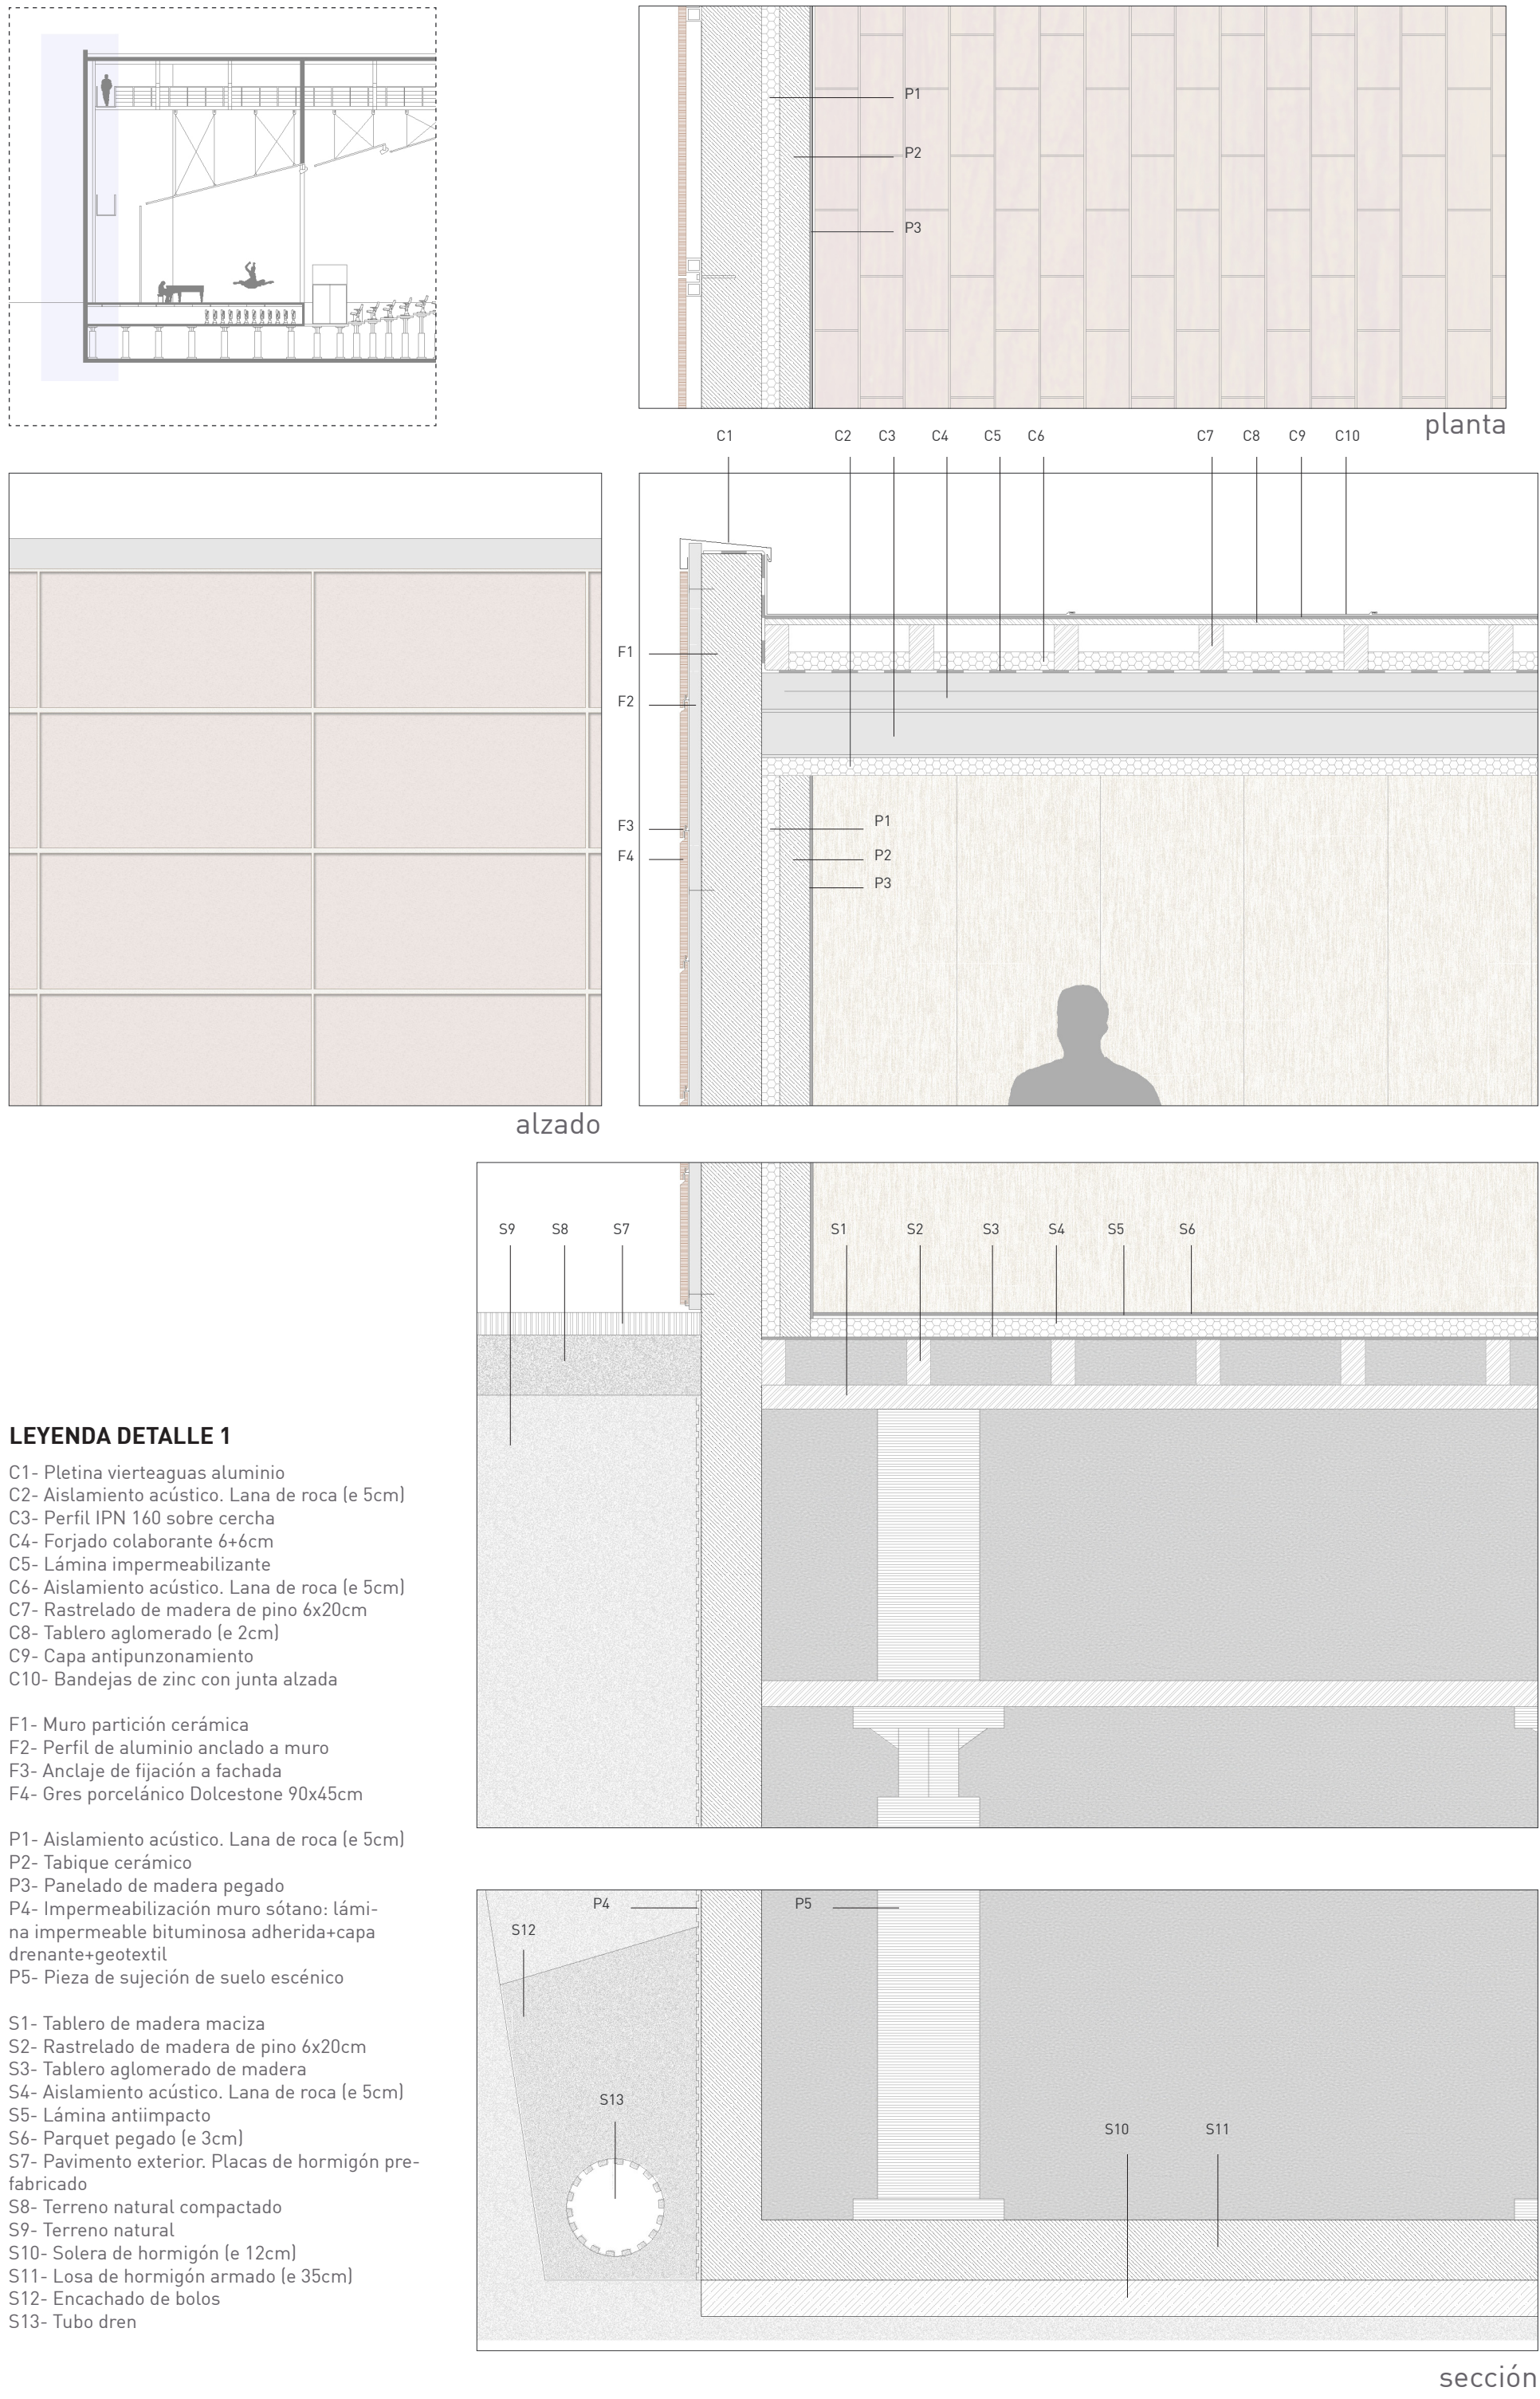 P1
P2
P3
planta
C1 C2 C3 C4 C5 C6 C7 C8 C9 C10
F1
F2
F3
F4
P1
P2
P3
alzado
S9 S8 S7 S1 S2 S3 S4 S5 S6
LEYENDA DETALLE 1
C1- Pletina vierteaguas aluminio
C2- Aislamiento acústico. Lana de roca (e 5cm)
C3- Perfil IPN 160 sobre cercha
C4- Forjado colaborante 6+6cm
C5- Lámina impermeabilizante
C6- Aislamiento acústico. Lana de roca (e 5cm)
C7- Rastrelado de madera de pino 6x20cm
C8- Tablero aglomerado (e 2cm)
C9- Capa antipunzonamiento
C10- Bandejas de zinc con junta alzada
F1- Muro partición cerámica
F2- Perfil de aluminio anclado a muro
F3- Anclaje de fijación a fachada
F4- Gres porcelánico Dolcestone 90x45cm
P1- Aislamiento acústico. Lana de roca (e 5cm)
P2- Tabique cerámico
P3- Panelado de madera pegado
P4- Impermeabilización muro sótano: lámi-
na impermeable bituminosa adherida+capa
drenante+geotextil
P5- Pieza de sujeción de suelo escénico
S1- Tablero de madera maciza
S2- Rastrelado de madera de pino 6x20cm
S3- Tablero aglomerado de madera
S4- Aislamiento acústico. Lana de roca (e 5cm)
S5- Lámina antiimpacto
S6- Parquet pegado (e 3cm)
S7- Pavimento exterior. Placas de hormigón pre-
fabricado
S8- Terreno natural compactado
S9- Terreno natural
S10- Solera de hormigón (e 12cm)
S11- Losa de hormigón armado (e 35cm)
S12- Encachado de bolos
S13- Tubo dren
P4 P5
S12
S13
S10 S11
sección